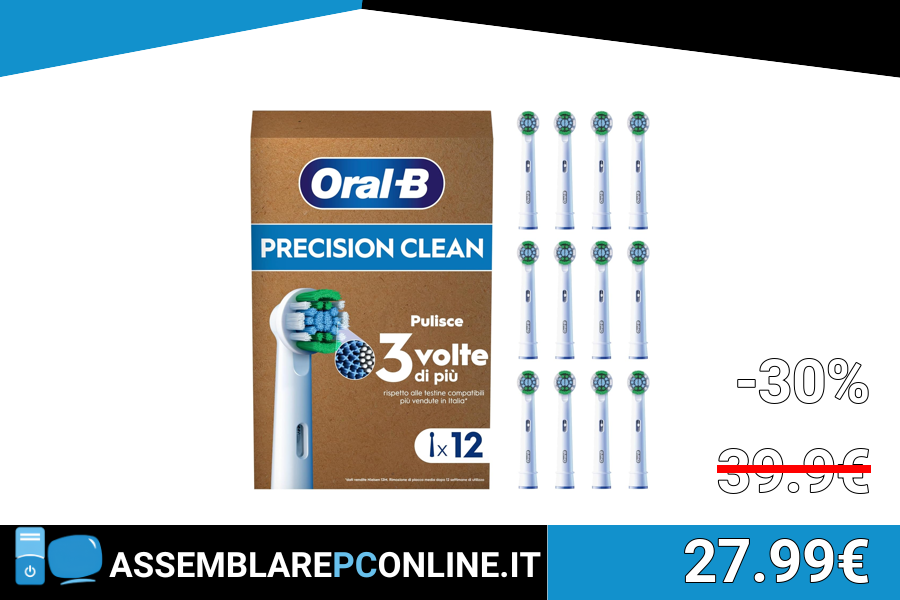 Oral-B
PRECISION CLEAN
Pulisce
3 volte
di più
rispetto alle testine compatibili
più vendute in Italia*
x12
-30%
39.9€
27.99€
ASSEMBLAREPCONLINE.IT